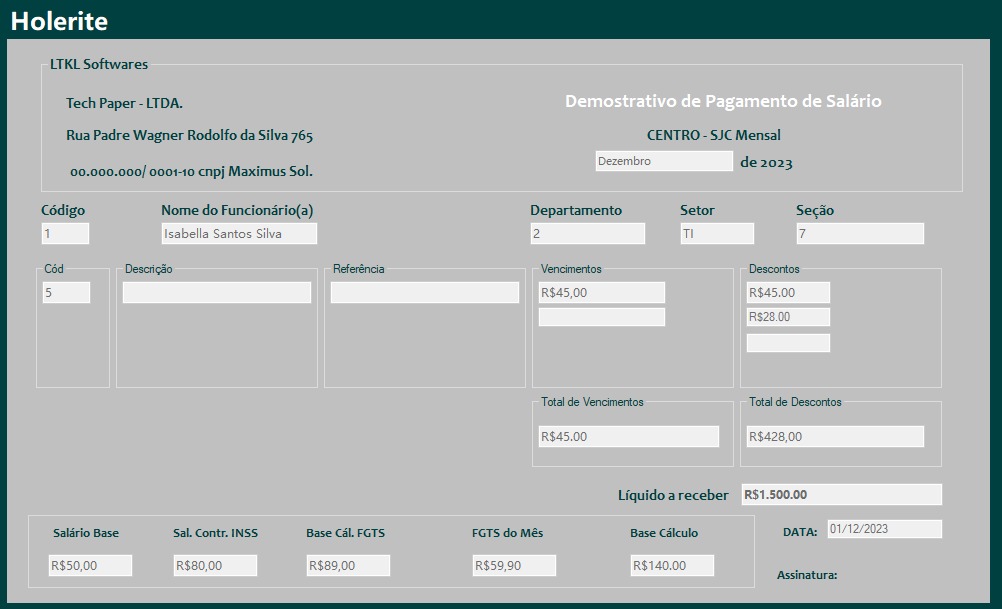 Holerite
LTKL Softwares
Tech Paper - LTDA.
Demostrativo de Pagamento de Salário
Rua Padre Wagner Rodolfo da Silva 765
CENTRO - SJC Mensal
Dezembro de 2023
00.000.000/ 0001-10 cnpj Maximus Sol.
Código Nome do Funcionário(a) Departamento Setor Seção
1 Isabella Santos Silva 2 TI 7
Cód Descrição Referência Vencimentos Descontos
5 R$45,00 R$45.00
R$28.00
Total de Vencimentos Total de Descontos
R$45.00 R$428,00
Líquido a receber R$1.500.00
Salário Base Sal. Contr. INSS Base Cál. FGTS FGTS do Mês Base Cálculo
DATA: 01/12/2023
R$50,00 R$80,00 R$89,00 R$59,90 R$140.00
Assinatura: